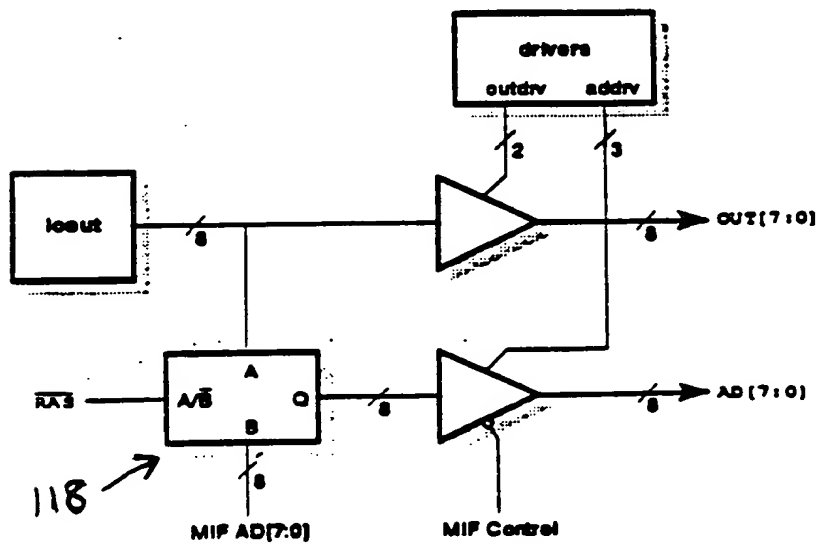 drivers
outdrv addrv
2 3
ioout
8
8
OUT[7:0]
A
RAS
A/B
Q
8
8
AD[7:0]
B
8
118
MIF AD[7:0]
MIF Control